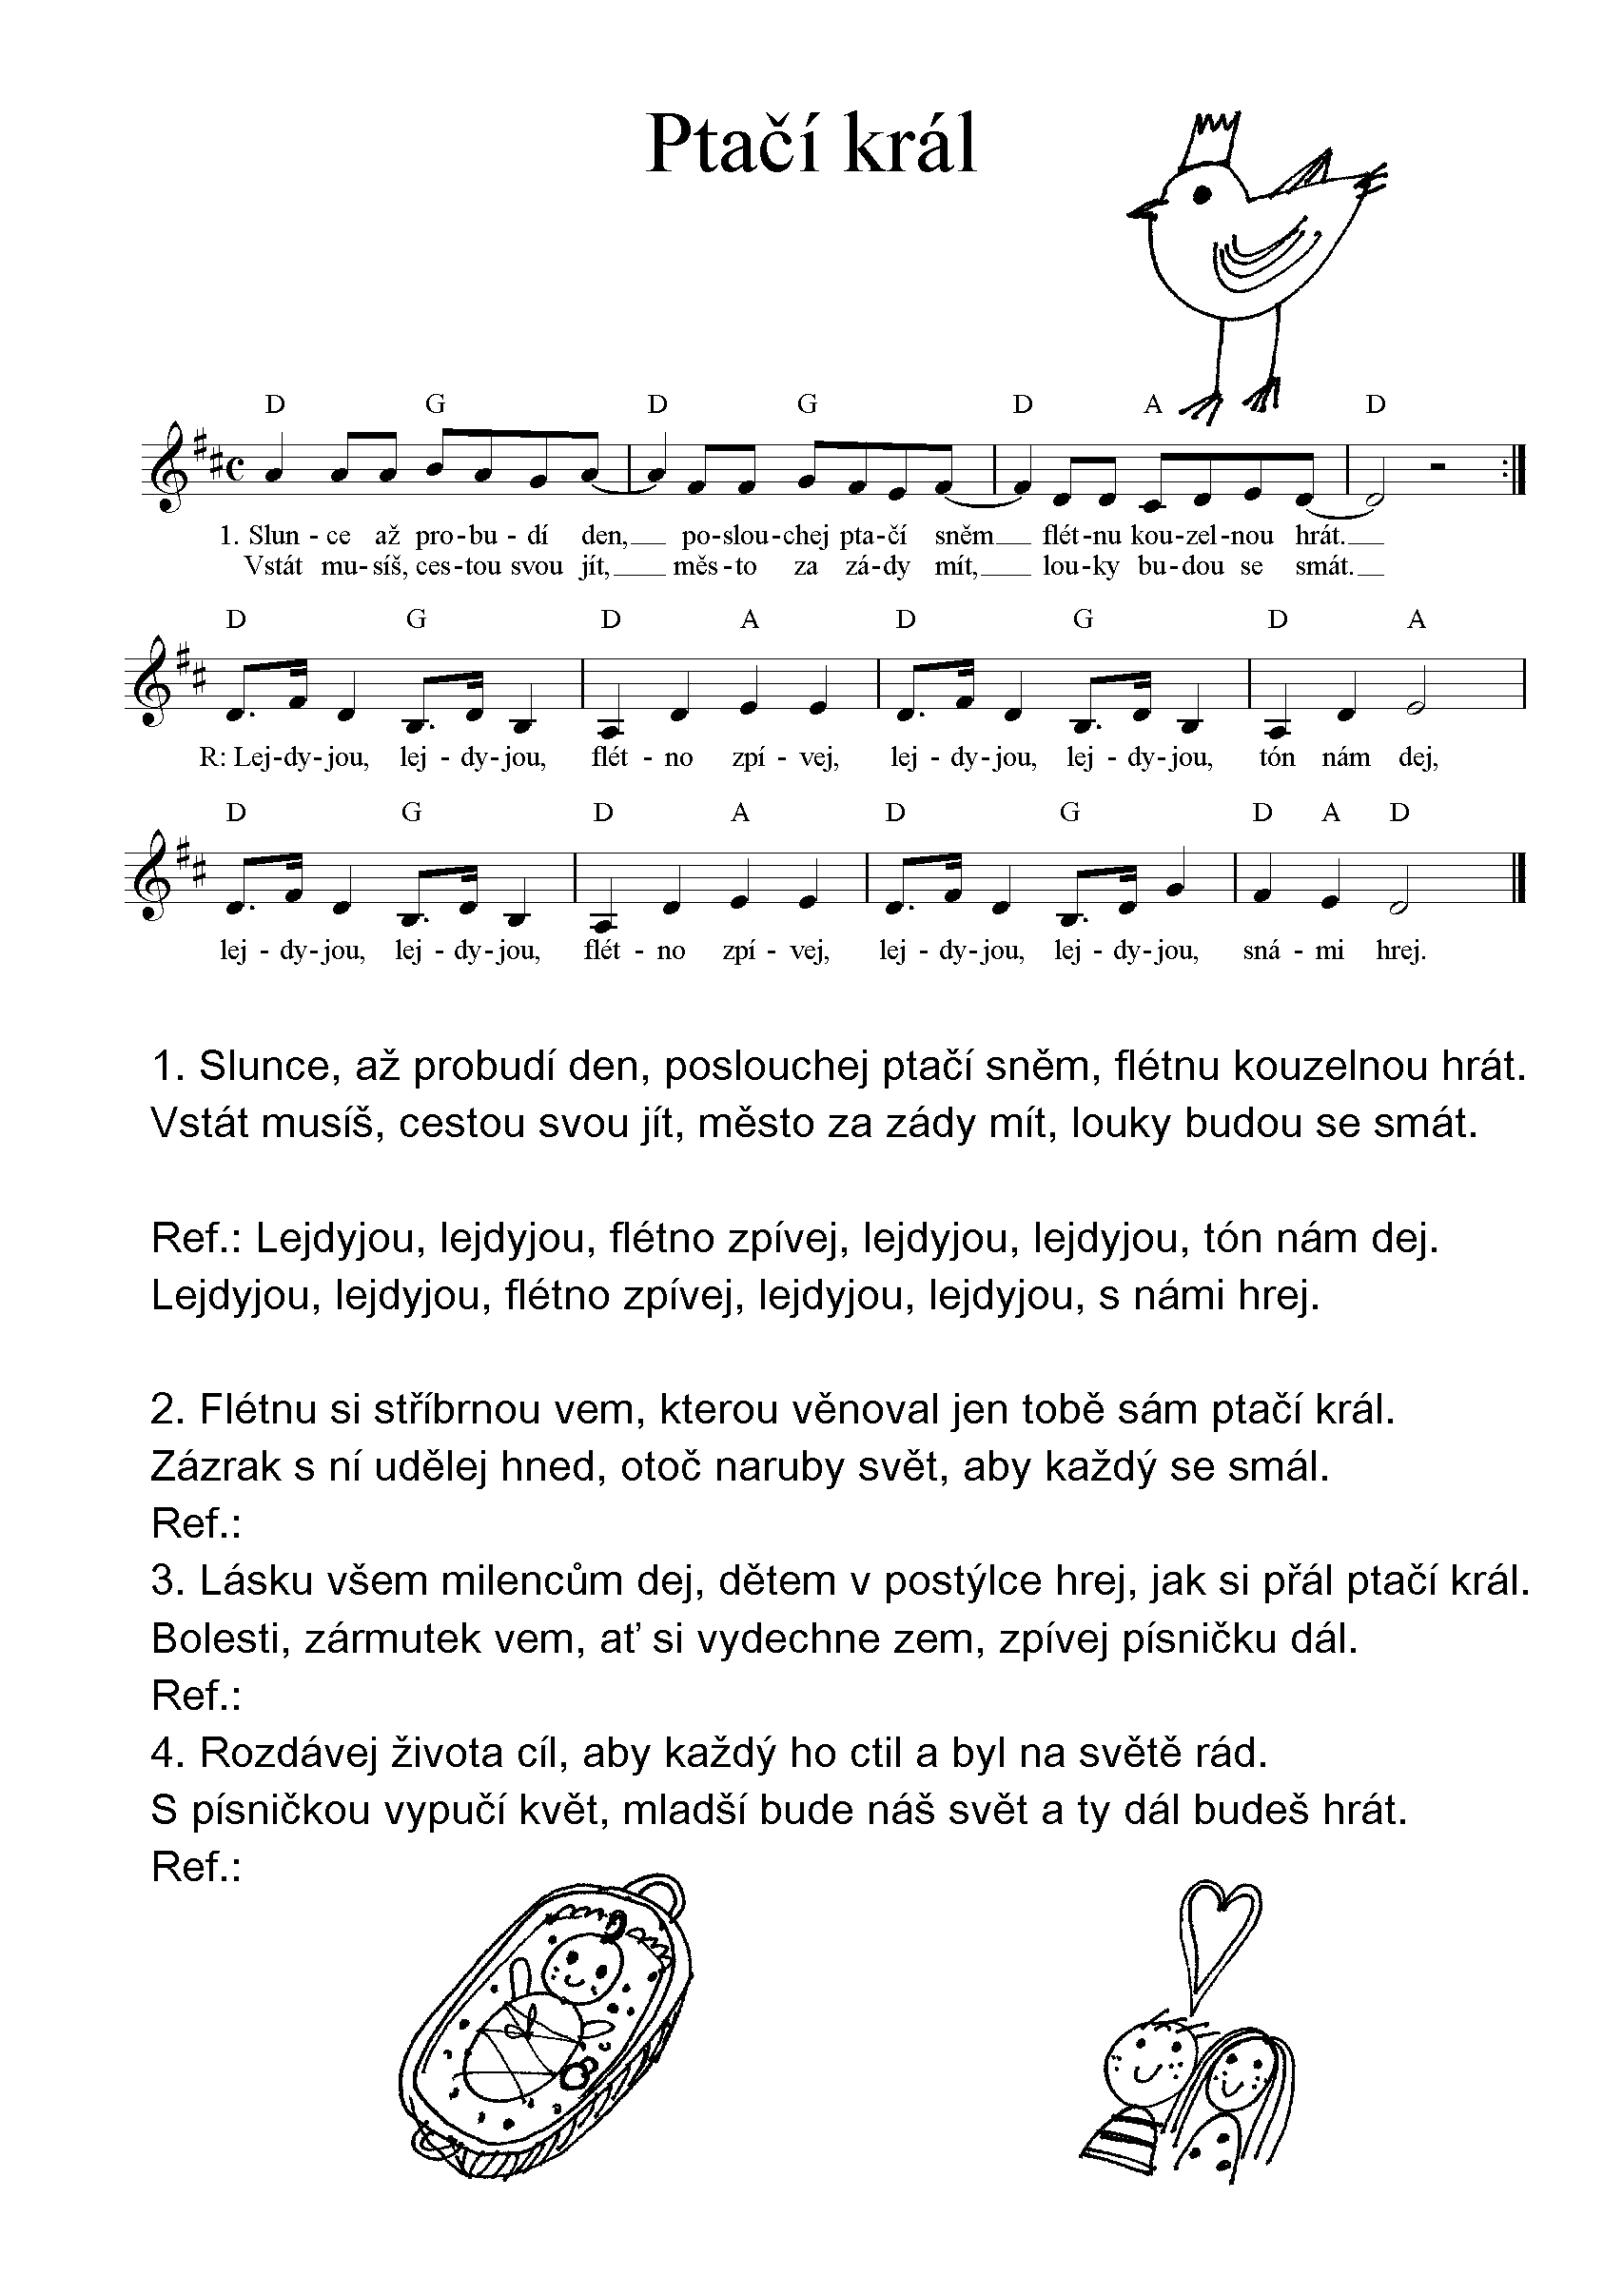 Ptačí král
D G D G D A D
1. Slun - ce až pro - bu - dí den, po - slou - chej pta - čí sněm flét - nu kou - zel - nou hrát.
Vstát mu - síš, ces - tou svou jít, měs - to za zá - dy mít, lou - ky bu - dou se smát.
D G D A D G D A
R: Lej - dy - jou, lej - dy - jou, flét - no zpí - vej, lej - dy - jou, lej - dy - jou, tón nám dej,
D G D A D G D A D
lej - dy - jou, lej - dy - jou, flét - no zpí - vej, lej - dy - jou, lej - dy - jou, sná - mi hrej.
1. Slunce, až probudí den, poslouchej ptačí sněm, flétnu kouzelnou hrát.
Vstát musíš, cestou svou jít, město za zády mít, louky budou se smát.
Ref.: Lejdyjou, lejdyjou, flétno zpívej, lejdyjou, lejdyjou, tón nám dej.
Lejdyjou, lejdyjou, flétno zpívej, lejdyjou, lejdyjou, s námi hrej.
2. Flétnu si stříbrnou vem, kterou věnoval jen tobě sám ptačí král.
Zázrak s ní udělej hned, otoč naruby svět, aby každý se smál.
Ref.:
3. Lásku všem milencům dej, dětem v postýlce hrej, jak si přál ptačí král.
Bolesti, zármutek vem, ať si vydechne zem, zpívej písničku dál.
Ref.:
4. Rozdávej života cíl, aby každý ho ctil a byl na světě rád.
S písničkou vypučí květ, mladší bude náš svět a ty dál budeš hrát.
Ref.: